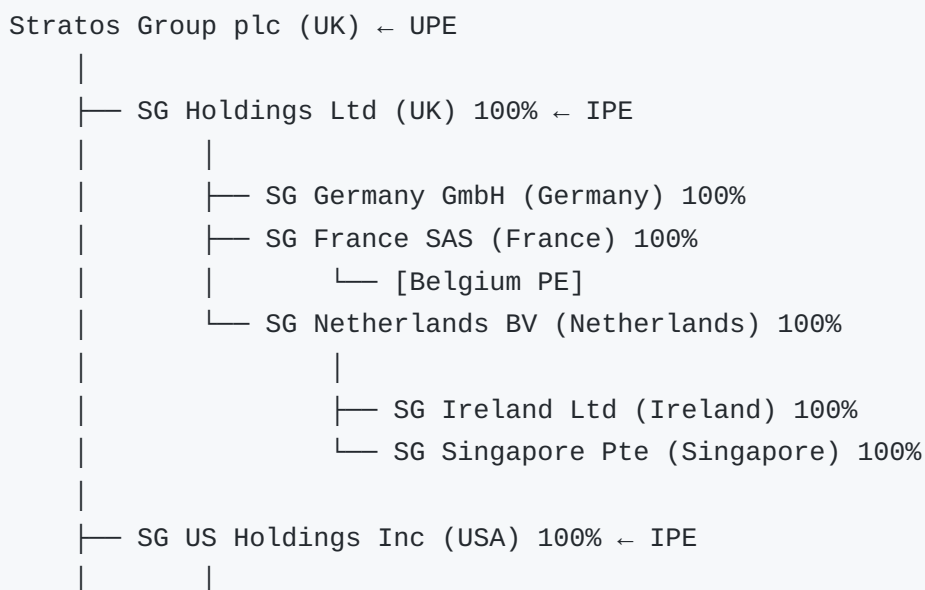 Stratos Group plc (UK) ← UPE
    │
    ├── SG Holdings Ltd (UK) 100% ← IPE
    │       │
    │       ├── SG Germany GmbH (Germany) 100%
    │       ├── SG France SAS (France) 100%
    │       │       └── [Belgium PE]
    │       └── SG Netherlands BV (Netherlands) 100%
    │               │
    │               ├── SG Ireland Ltd (Ireland) 100%
    │               └── SG Singapore Pte (Singapore) 100%
    │
    ├── SG US Holdings Inc (USA) 100% ← IPE
    │       │